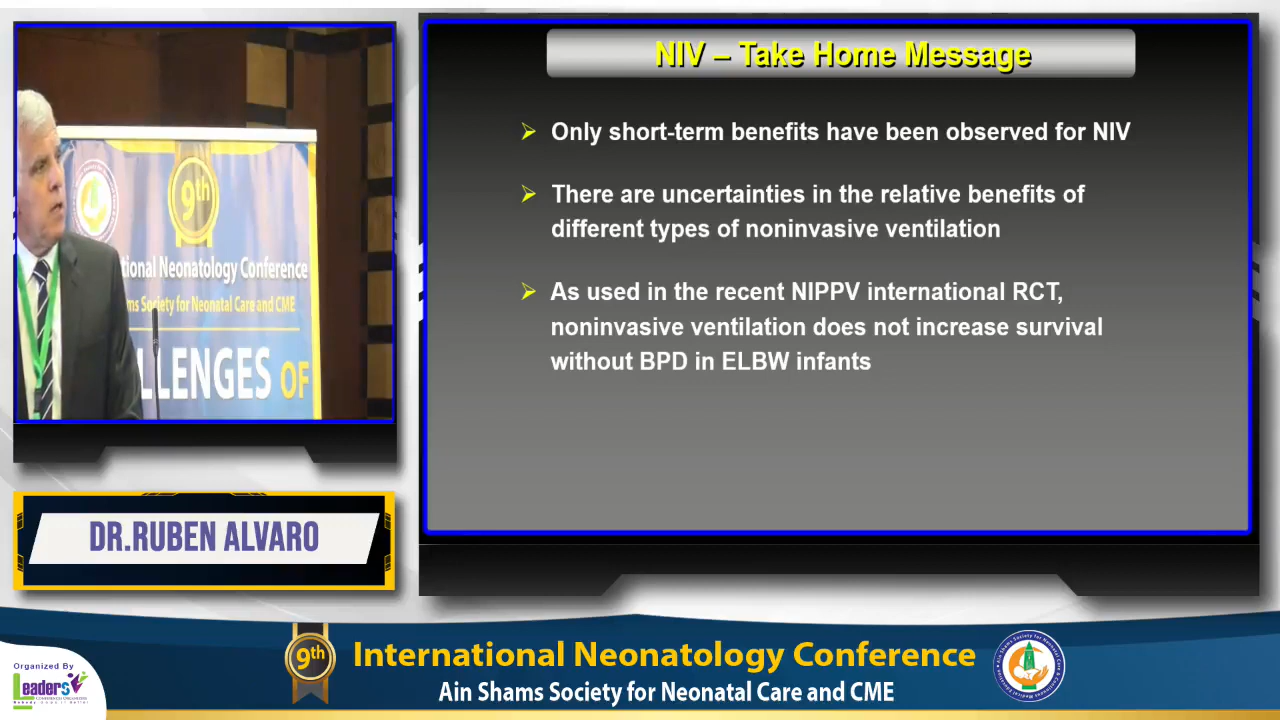 NIV – Take Home Message
Only short-term benefits have been observed for NIV
There are uncertainties in the relative benefits of
different types of noninvasive ventilation
As used in the recent NIPPV international RCT,
noninvasive ventilation does not increase survival
without BPD in ELBW infants
9th
tional Neonatology Conference
Shams Society for Neonatal Care and CME
LLENGES OF
DR.RUBEN ALVARO
Organized By
Leaders
9th
International Neonatology Conference
Ain Shams Society for Neonatal Care and CME